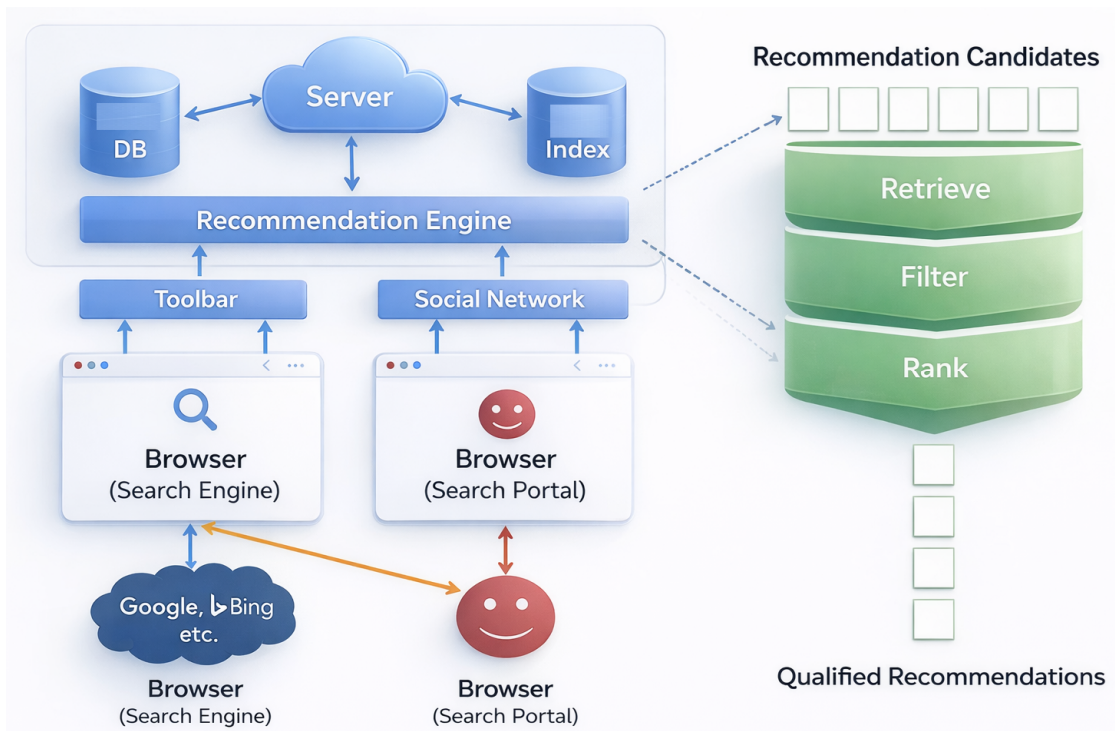 Recommendation Candidates
Server
DB
Index
Recommendation Engine
Retrieve
Filter
Rank
Toolbar
Social Network
Browser
(Search Engine)
Browser
(Search Portal)
Google, Bing
etc.
Browser
(Search Engine)
Browser
(Search Portal)
Qualified Recommendations